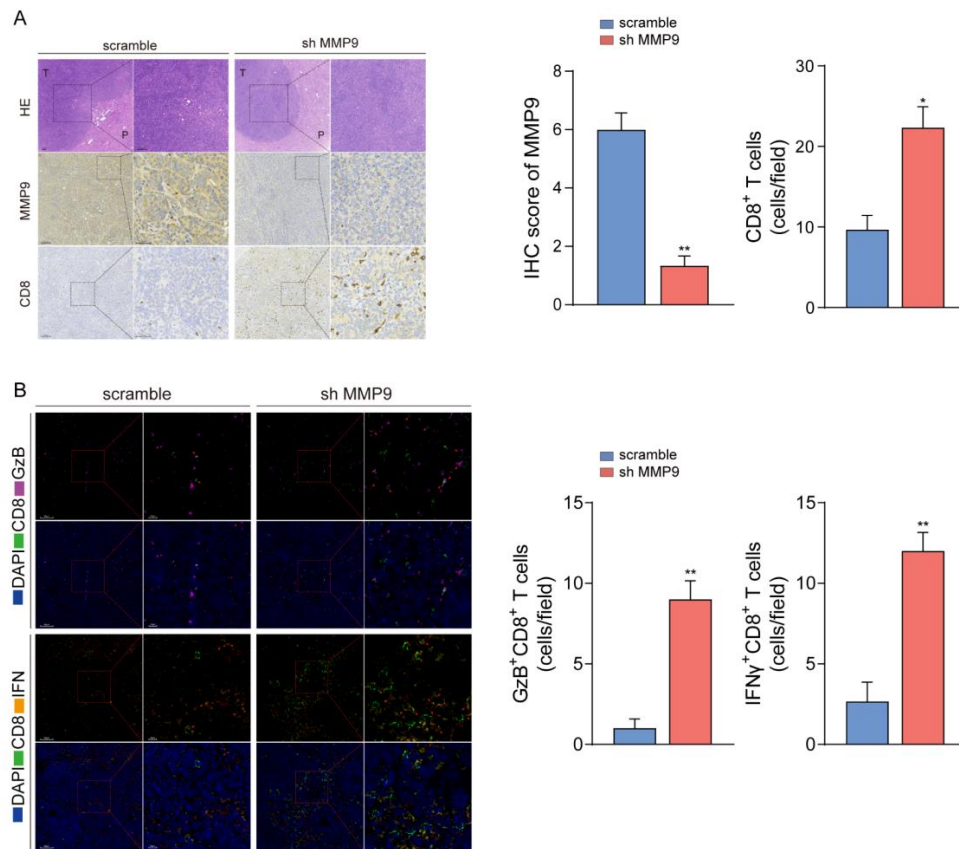 A
scramble
sh MMP9
HE
T
P
T
P
MMP9
CD8
scramble
sh MMP9
IHC score of MMP9
8
6
4
2
0
**
CD8+ T cells
(cells/field)
30
20
10
0
*
B
scramble
sh MMP9
DAPI CD8 GzB
DAPI CD8 IFN
scramble
sh MMP9
GzB+CD8+ T cells
(cells/field)
15
10
5
0
**
IFNγ+CD8+ T cells
(cells/field)
15
10
5
0
**